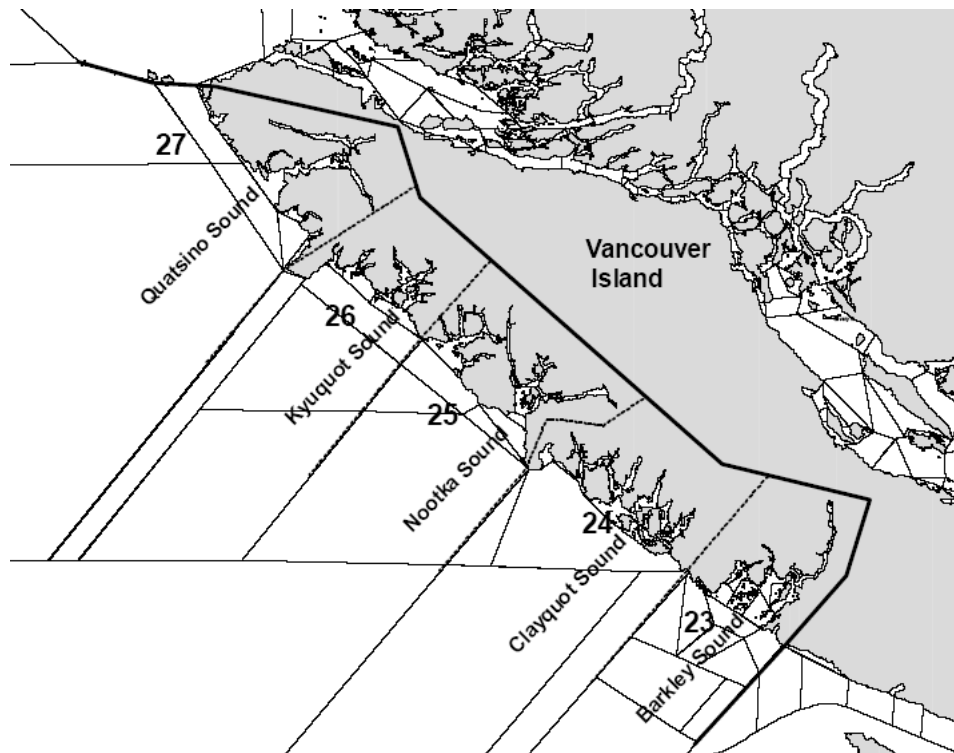 27
Quatsino Sound
Vancouver
Island
26
Kyuquot Sound
25
Nootka Sound
24
Clayquot Sound
23
Barkley Sound